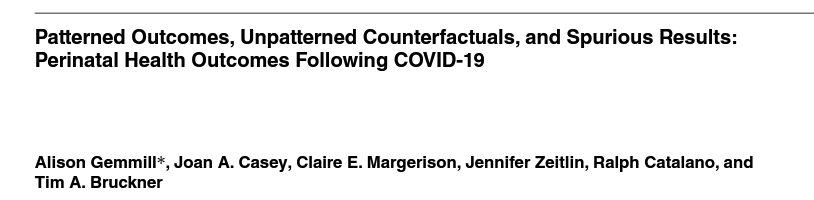 Patterned Outcomes, Unpatterned Counterfactuals, and Spurious Results:
Perinatal Health Outcomes Following COVID-19
Alison Gemmill*, Joan A. Casey, Claire E. Margerison, Jennifer Zeitlin, Ralph Catalano, and
Tim A. Bruckner